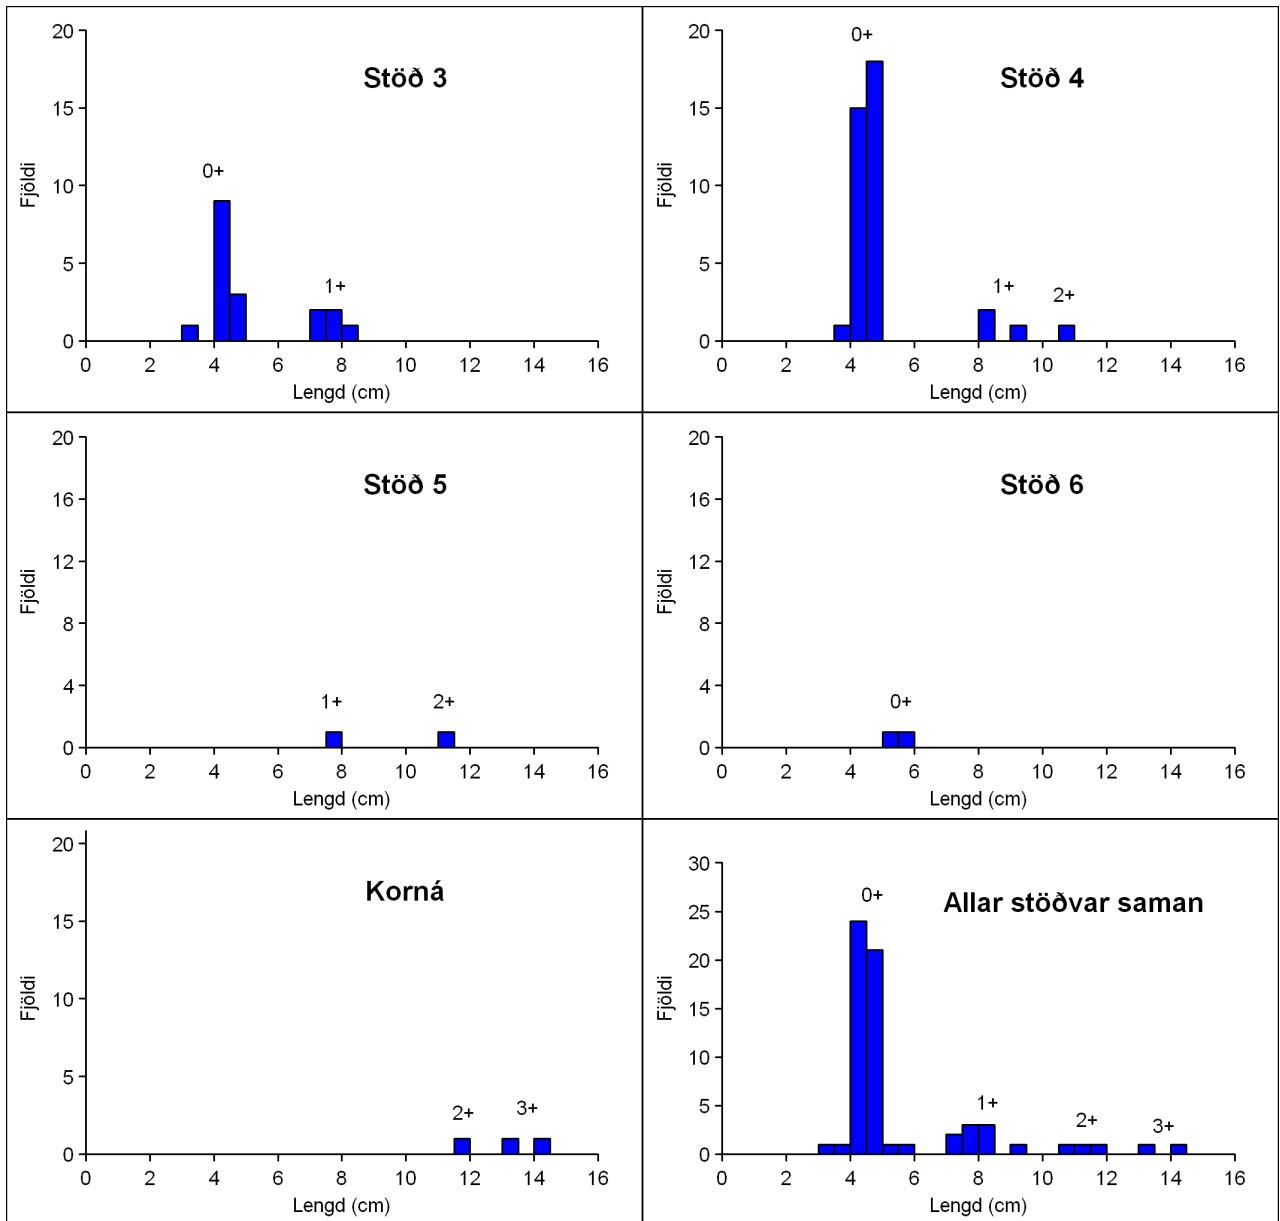 Stöð 3
Fjöldi
20
15
10
5
0
0+
1+
0 2 4 6 8 10 12 14 16
Lengd (cm)
Stöð 4
Fjöldi
20
15
10
5
0
0+
1+
2+
0 2 4 6 8 10 12 14 16
Lengd (cm)
Stöð 5
Fjöldi
20
16
12
8
4
0
1+ 2+
0 2 4 6 8 10 12 14 16
Lengd (cm)
Stöð 6
Fjöldi
20
16
12
8
4
0
0+
0 2 4 6 8 10 12 14 16
Lengd (cm)
Korná
Fjöldi
20
15
10
5
0
2+ 3+
0 2 4 6 8 10 12 14 16
Lengd (cm)
Allar stöðvar saman
Fjöldi
30
25
20
15
10
5
0
0+
1+
2+
3+
0 2 4 6 8 10 12 14 16
Lengd (cm)